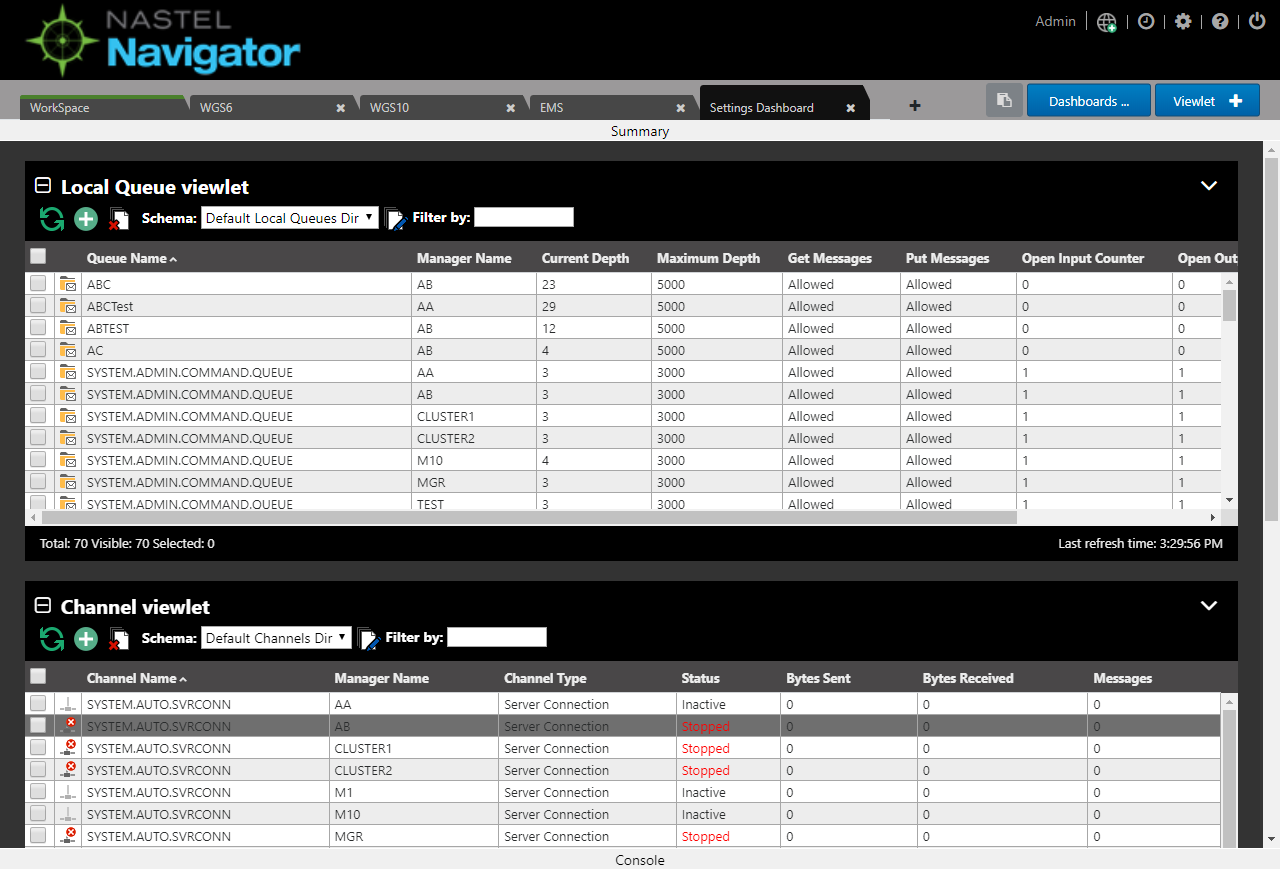 NASTEL
Navigator
Admin
WorkSpace WGS6 WGS10 EMS Settings Dashboard Dashboards ... Viewlet
Summary
Local Queue viewlet
Schema: Default Local Queues Dir Filter by:
Queue Name Manager Name Current Depth Maximum Depth Get Messages Put Messages Open Input Counter Open Out
ABC AB 23 5000 Allowed Allowed 0 0
ABCTest AA 29 5000 Allowed Allowed 0 0
ABTEST AB 12 5000 Allowed Allowed 0 0
AC AB 4 5000 Allowed Allowed 0 0
SYSTEM.ADMIN.COMMAND.QUEUE AA 3 3000 Allowed Allowed 1 1
SYSTEM.ADMIN.COMMAND.QUEUE AB 3 3000 Allowed Allowed 1 1
SYSTEM.ADMIN.COMMAND.QUEUE CLUSTER1 3 3000 Allowed Allowed 1 1
SYSTEM.ADMIN.COMMAND.QUEUE CLUSTER2 3 3000 Allowed Allowed 1 1
SYSTEM.ADMIN.COMMAND.QUEUE M10 4 3000 Allowed Allowed 1 1
SYSTEM.ADMIN.COMMAND.QUEUE MGR 3 3000 Allowed Allowed 1 1
SYSTEM.ADMIN.COMMAND.QUEUE TEST 3 3000 Allowed Allowed 1 1
Total: 70 Visible: 70 Selected: 0 Last refresh time: 3:29:56 PM
Channel viewlet
Schema: Default Channels Dir Filter by:
Channel Name Manager Name Channel Type Status Bytes Sent Bytes Received Messages
SYSTEM.AUTO.SVRCONN AA Server Connection Inactive 0 0 0
SYSTEM.AUTO.SVRCONN AB Server Connection Stopped 0 0 0
SYSTEM.AUTO.SVRCONN CLUSTER1 Server Connection Stopped 0 0 0
SYSTEM.AUTO.SVRCONN CLUSTER2 Server Connection Stopped 0 0 0
SYSTEM.AUTO.SVRCONN M1 Server Connection Inactive 0 0 0
SYSTEM.AUTO.SVRCONN M10 Server Connection Inactive 0 0 0
SYSTEM.AUTO.SVRCONN MGR Server Connection Stopped 0 0 0
Console